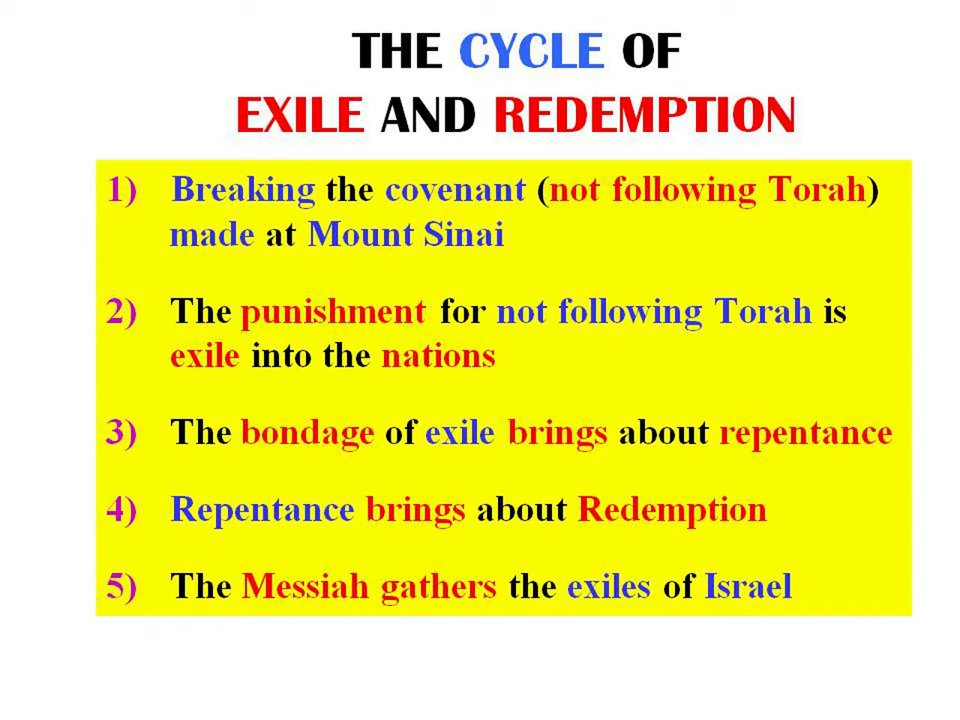 THE CYCLE OF
EXILE AND REDEMPTION
1) Breaking the covenant (not following Torah)
made at Mount Sinai
2) The punishment for not following Torah is
exile into the nations
3) The bondage of exile brings about repentance
4) Repentance brings about Redemption
5) The Messiah gathers the exiles of Israel